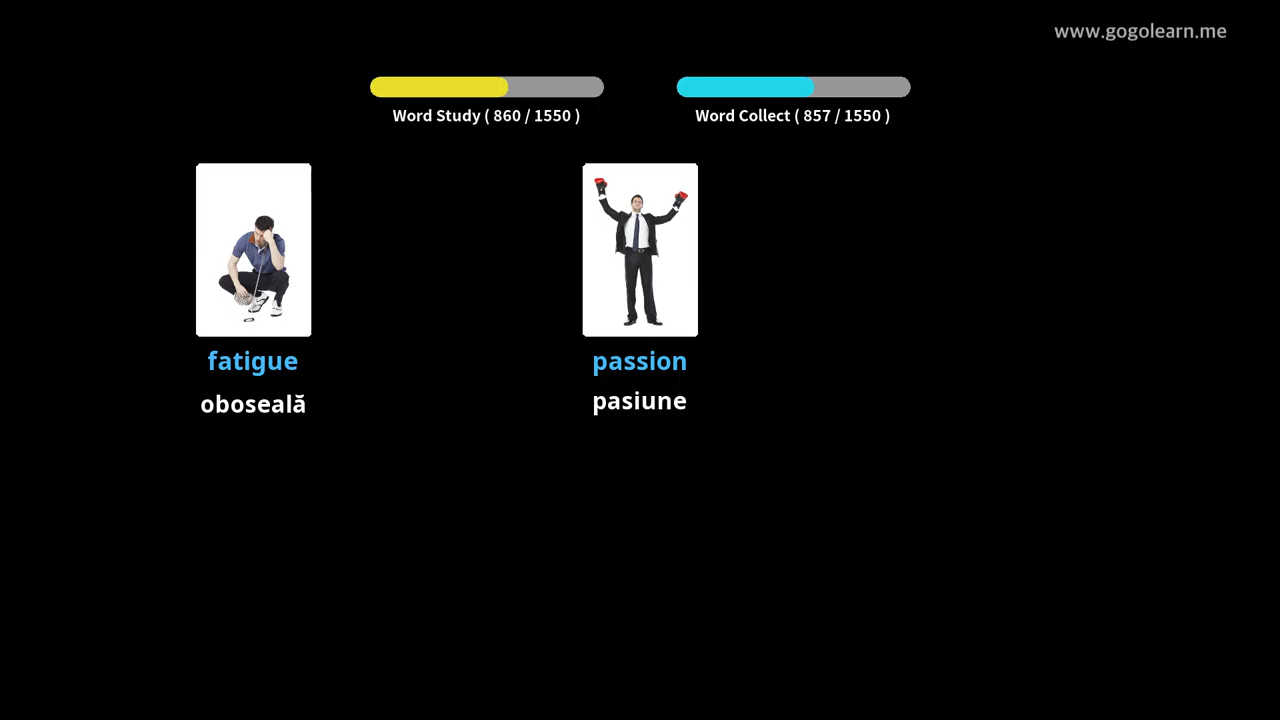 www.gogolearn.me
Word Study ( 860 / 1550 )
Word Collect ( 857 / 1550 )
fatigue
oboseală
passion
pasiune